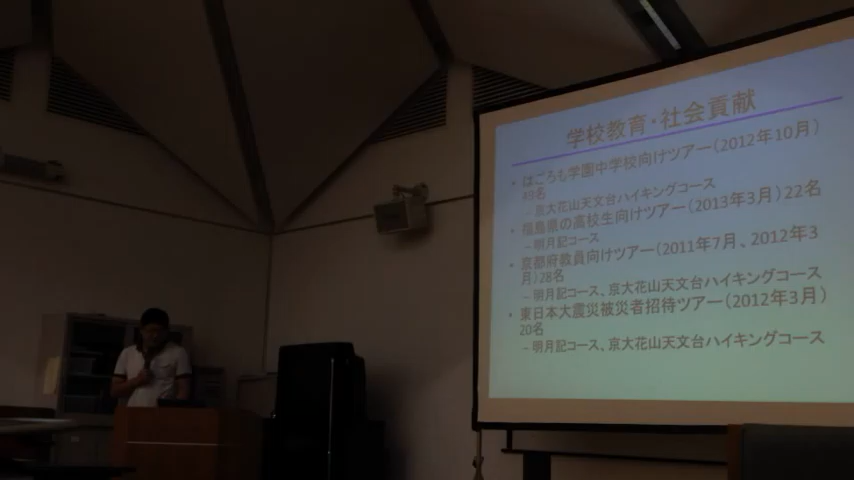 学校教育・社会貢献
• はごろも学園中学校向けツアー(2012年10月)
49名
– 京大花山天文台ハイキングコース
• 福島県の高校生向けツアー(2013年3月)22名
– 明月記コース
• 京都府教員向けツアー(2011年7月、2012年3
月)28名
– 明月記コース、京大花山天文台ハイキングコース
• 東日本大震災被災者招待ツアー(2012年3月)
20名
– 明月記コース、京大花山天文台ハイキングコース